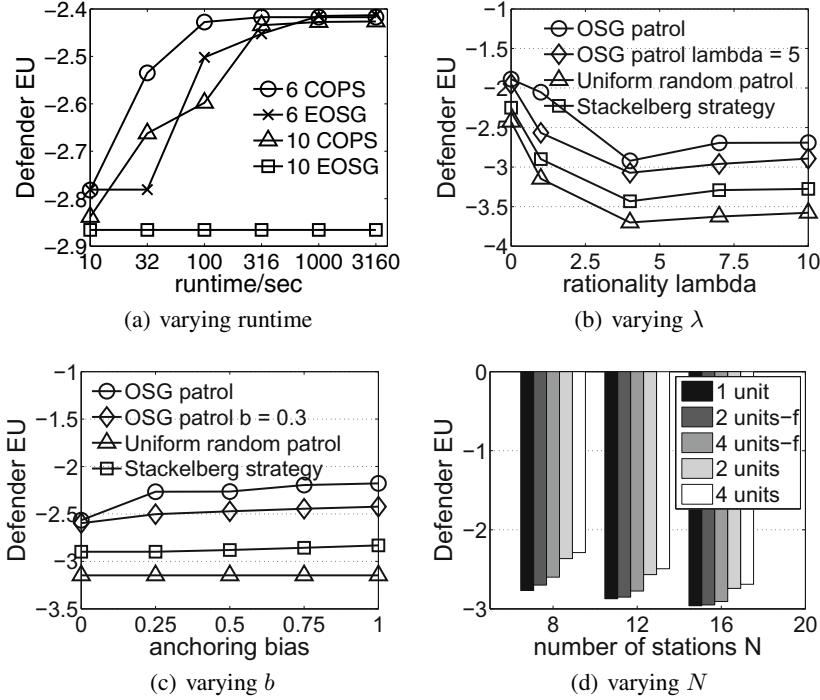 −2.4
−2.5
−2.6
−2.7
−2.8
−2.9
Defender EU
6 COPS
6 EOSG
10 COPS
10 EOSG
10 32 100 316 1000 3160
runtime/sec
(a) varying runtime
−1
−1.5
−2
−2.5
−3
−3.5
−4
Defender EU
OSG patrol
OSG patrol lambda = 5
Uniform random patrol
Stackelberg strategy
0 2.5 5 7.5 10
rationality lambda
(b) varying λ
−1
−1.5
−2
−2.5
−3
−3.5
Defender EU
OSG patrol
OSG patrol b = 0.3
Uniform random patrol
Stackelberg strategy
0 0.25 0.5 0.75 1
anchoring bias
(c) varying b
0
−1
−2
−3
Defender EU
1 unit
2 units−f
4 units−f
2 units
4 units
8 12 16 20
number of stations N
(d) varying N